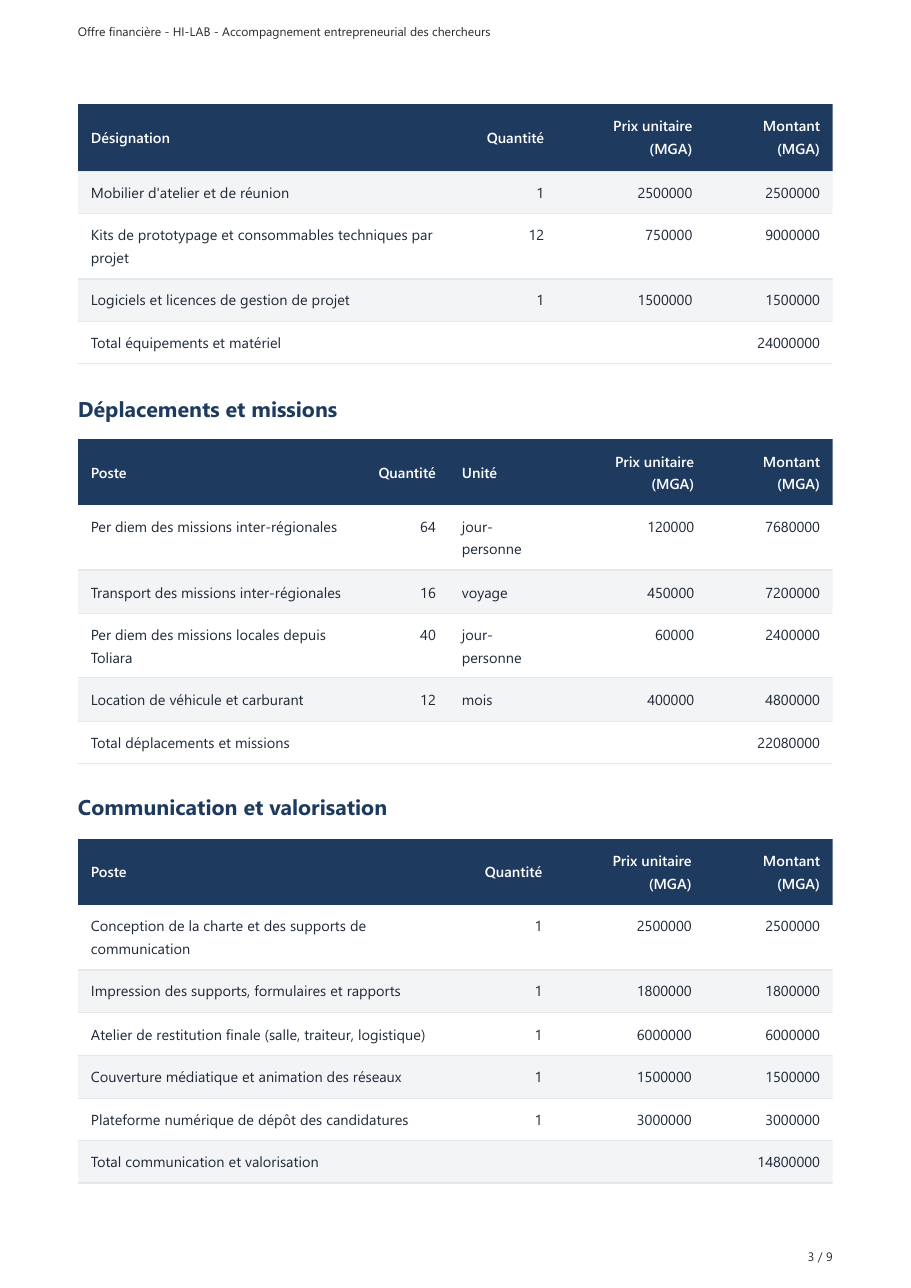 Offre financière - HI-LAB - Accompagnement entrepreneurial des chercheurs
Désignation Quantité Prix unitaire (MGA) Montant (MGA)
Mobilier d'atelier et de réunion 1 2500000 2500000
Kits de prototypage et consommables techniques par 12 750000 9000000
projet
Logiciels et licences de gestion de projet 1 1500000 1500000
Total équipements et matériel 24000000
Déplacements et missions
Poste Quantité Unité Prix unitaire (MGA) Montant (MGA)
Per diem des missions inter-régionales 64 jour- 120000 7680000
personne
Transport des missions inter-régionales 16 voyage 450000 7200000
Per diem des missions locales depuis 40 jour- 60000 2400000
Toliara personne
Location de véhicule et carburant 12 mois 400000 4800000
Total déplacements et missions 22080000
Communication et valorisation
Poste Quantité Prix unitaire (MGA) Montant (MGA)
Conception de la charte et des supports de 1 2500000 2500000
communication
Impression des supports, formulaires et rapports 1 1800000 1800000
Atelier de restitution finale (salle, traiteur, logistique) 1 6000000 6000000
Couverture médiatique et animation des réseaux 1 1500000 1500000
Plateforme numérique de dépôt des candidatures 1 3000000 3000000
Total communication et valorisation 14800000
3 / 9